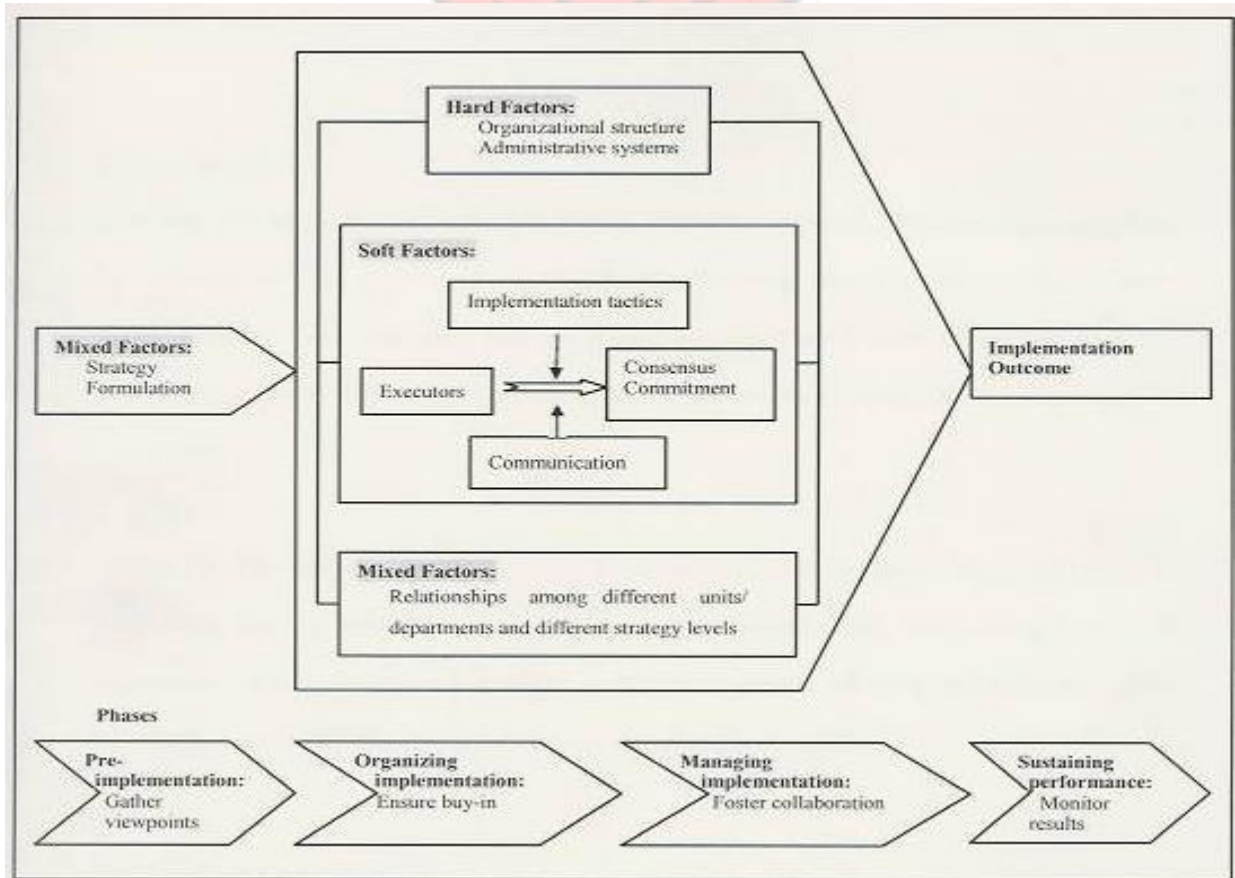 Hard Factors:
Organizational structure
Administrative systems
Soft Factors:
Implementation tactics
Mixed Factors:
Strategy
Formulation
Executors
Consensus
Commitment
Communication
Implementation
Outcome
Mixed Factors:
Relationships among different units/
departments and different strategy levels
Phases
Pre-
implementation:
Gather
viewpoints
Organizing
implementation:
Ensure buy-in
Managing
implementation:
Foster collaboration
Sustaining
performance:
Monitor
results